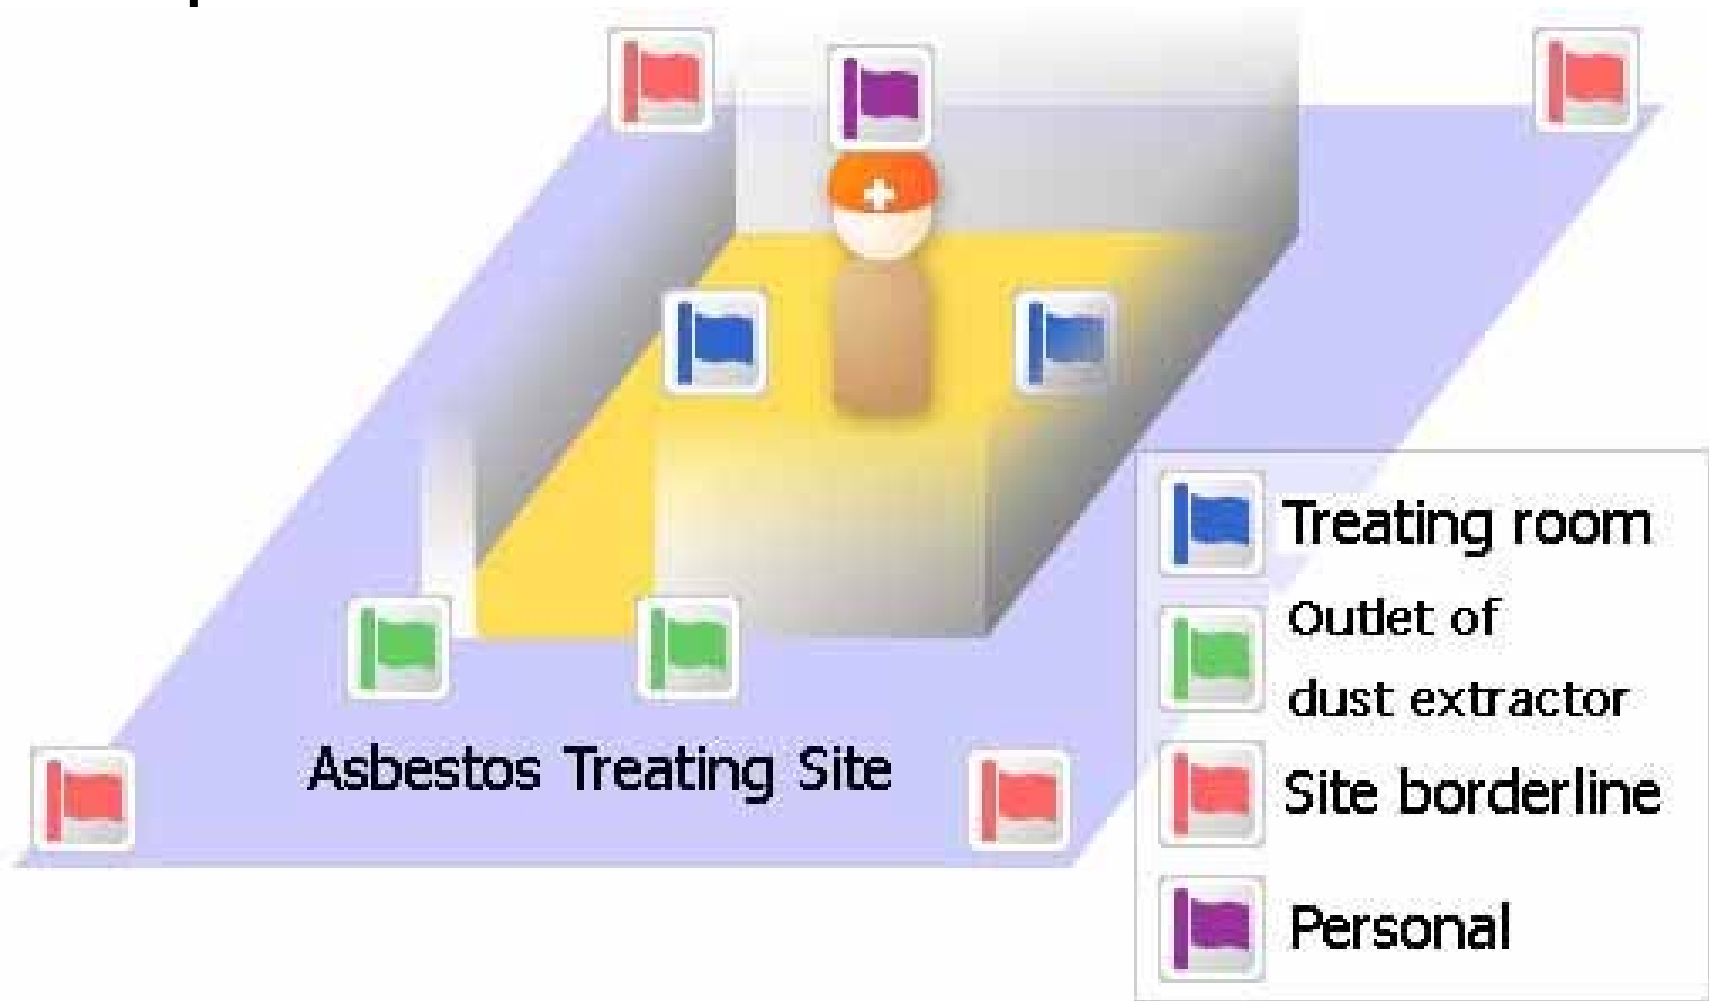 Asbestos Treating Site
Treating room
Outlet of
dust extractor
Site borderline
Personal